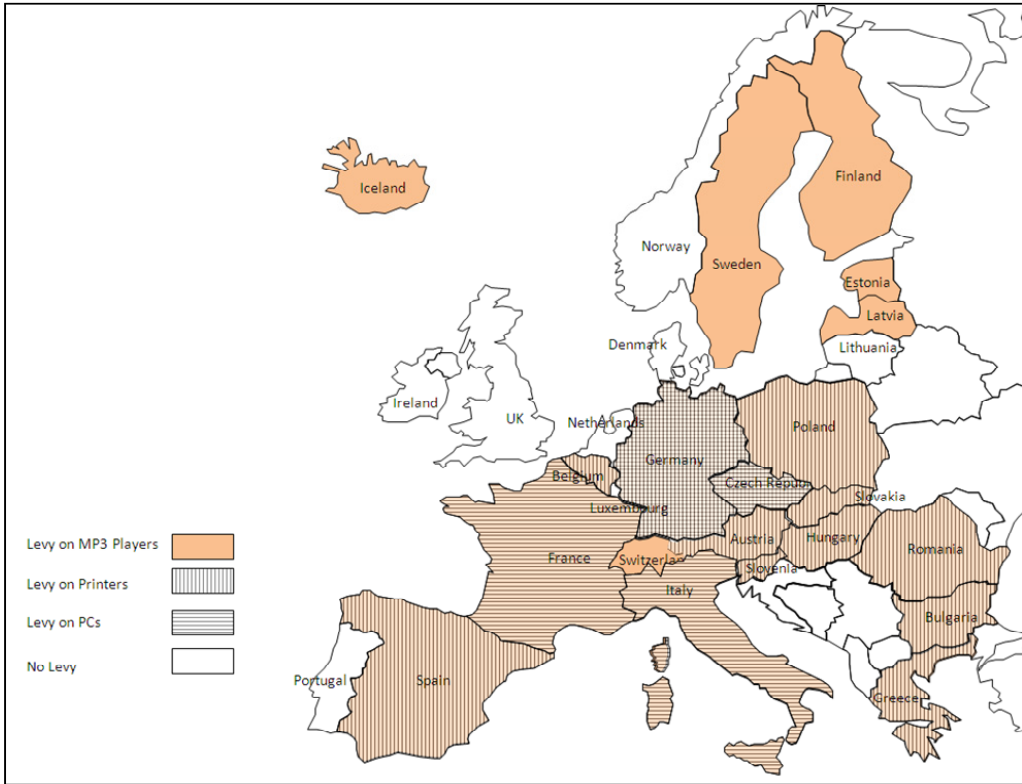 Iceland
Finland
Norway
Sweden
Estonia
Latvia
Denmark
Lithuania
Ireland
UK
Netherlands
Poland
Germany
Belgium
Czech Republ
Slovakia
Luxembourg
Levy on MP3 Players
France
Switzerlan
Austria
Hungary
Romania
Slovenia
Levy on Printers
Italy
Levy on PCs
Bulgaria
No Levy
Portugal
Spain
Greece